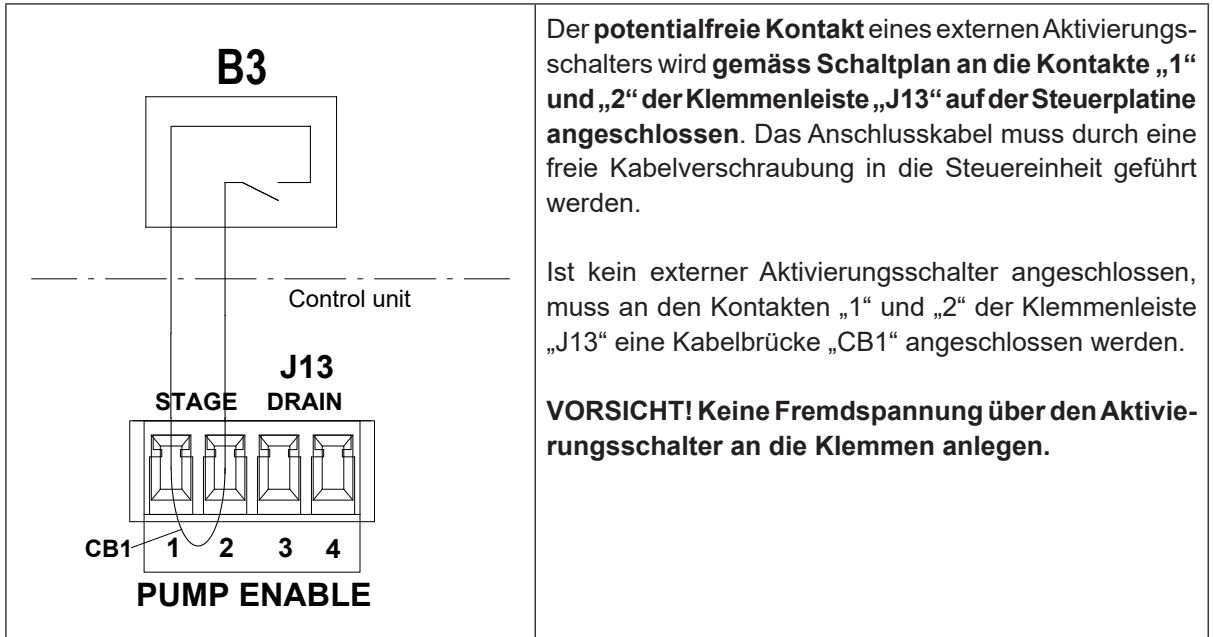 B3
Control unit
J13
STAGE DRAIN
CB1 1 2 3 4
PUMP ENABLE
Der potentialfreie Kontakt eines externen Aktivierungs-
schalters wird gemäss Schaltplan an die Kontakte „1“
und „2“ der Klemmenleiste „J13“ auf der Steuerplatine
angeschlossen. Das Anschlusskabel muss durch eine
freie Kabelverschraubung in die Steuereinheit geführt
werden.
Ist kein externer Aktivierungsschalter angeschlossen,
muss an den Kontakten „1“ und „2“ der Klemmenleiste
„J13“ eine Kabelbrücke „CB1“ angeschlossen werden.
VORSICHT! Keine Fremdspannung über den Aktivie-
rungsschalter an die Klemmen anlegen.